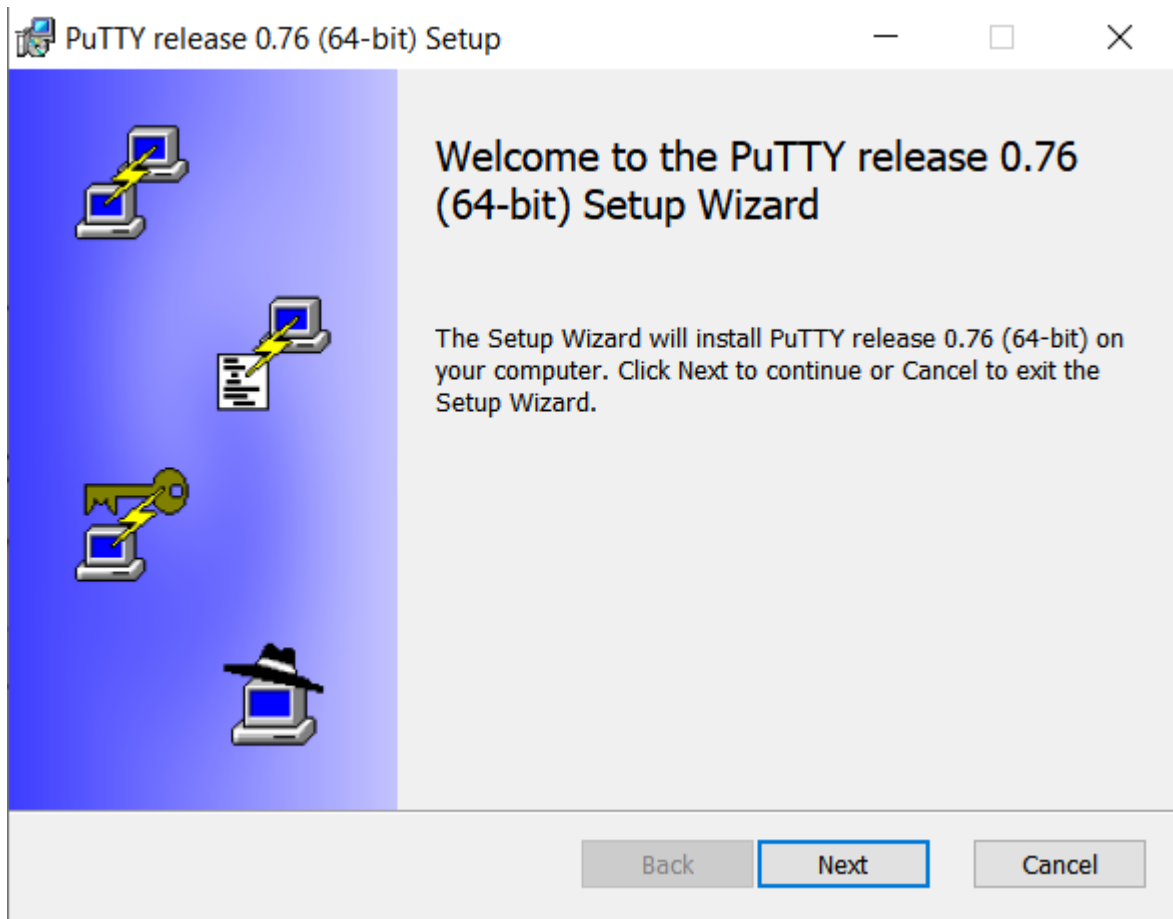 PuTTY release 0.76 (64-bit) Setup
Welcome to the PuTTY release 0.76
(64-bit) Setup Wizard
The Setup Wizard will install PuTTY release 0.76 (64-bit) on
your computer. Click Next to continue or Cancel to exit the
Setup Wizard.
Back Next Cancel